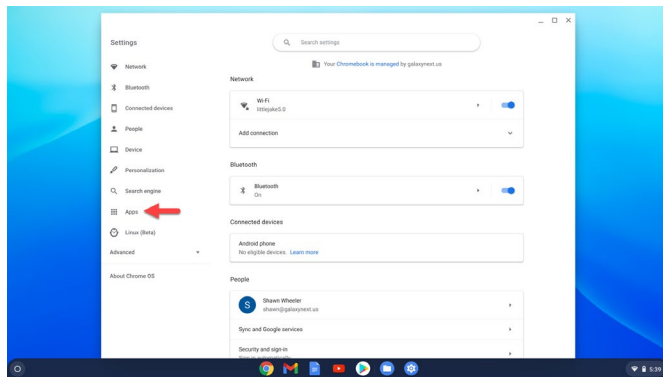 Settings
Search settings
Network
Bluetooth
Connected devices
People
Device
Personalization
Search engine
Apps
Linux (Beta)
Advanced
About Chrome OS
Your Chromebook is managed by galaxynext.us
Network
Wi-Fi
littlejake5.0
Add connection
Bluetooth
Bluetooth
On
Connected devices
Android phone
No eligible devices. Learn more
People
S
Shawn Wheeler
shawn@galaxynext.us
Sync and Google services
Security and sign-in
5:39